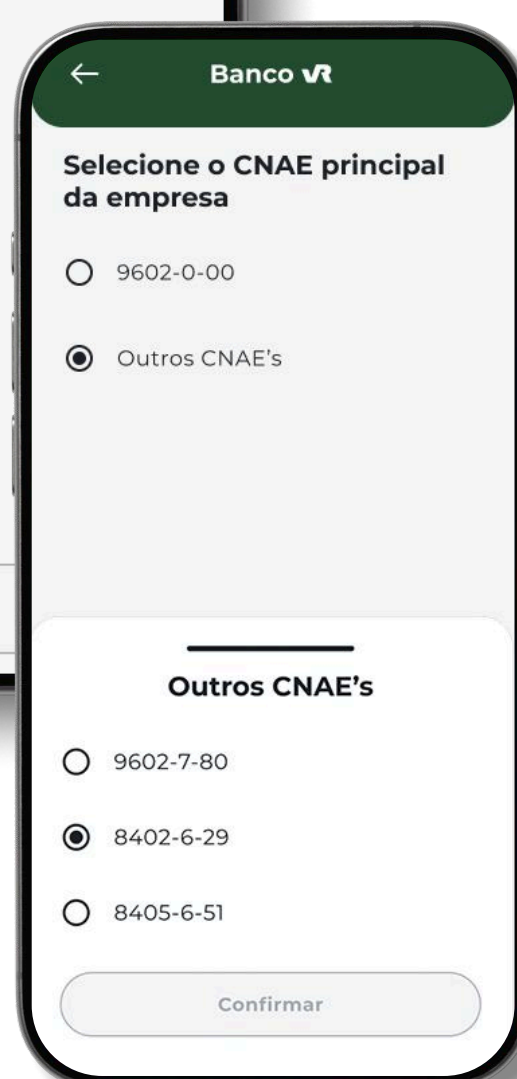 Banco VR
Selecione o CNAE principal
da empresa
9602-0-00
Outros CNAE’s
Outros CNAE’s
9602-7-80
8402-6-29
8405-6-51
Confirmar